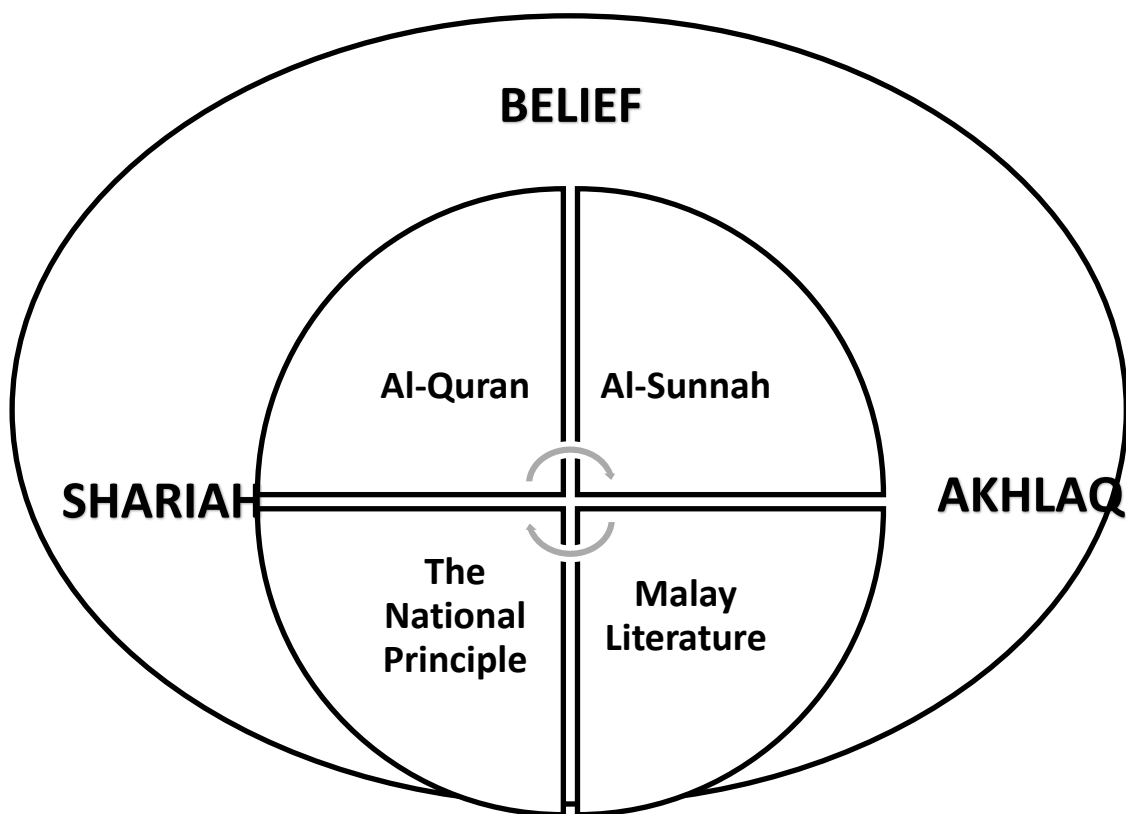 BELIEF
Al-Quran
Al-Sunnah
SHARIAH
AKHLAQ
The
National
Principle
Malay
Literature